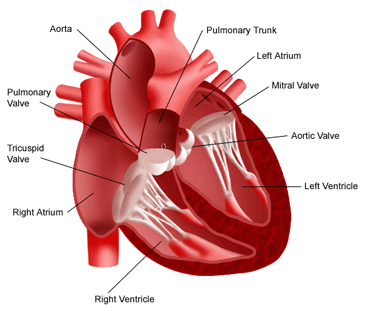 Aorta
Pulmonary Trunk
Left Atrium
Mitral Valve
Pulmonary
Valve
Aortic Valve
Tricuspid
Valve
Left Ventricle
Right Atrium
Right Ventricle